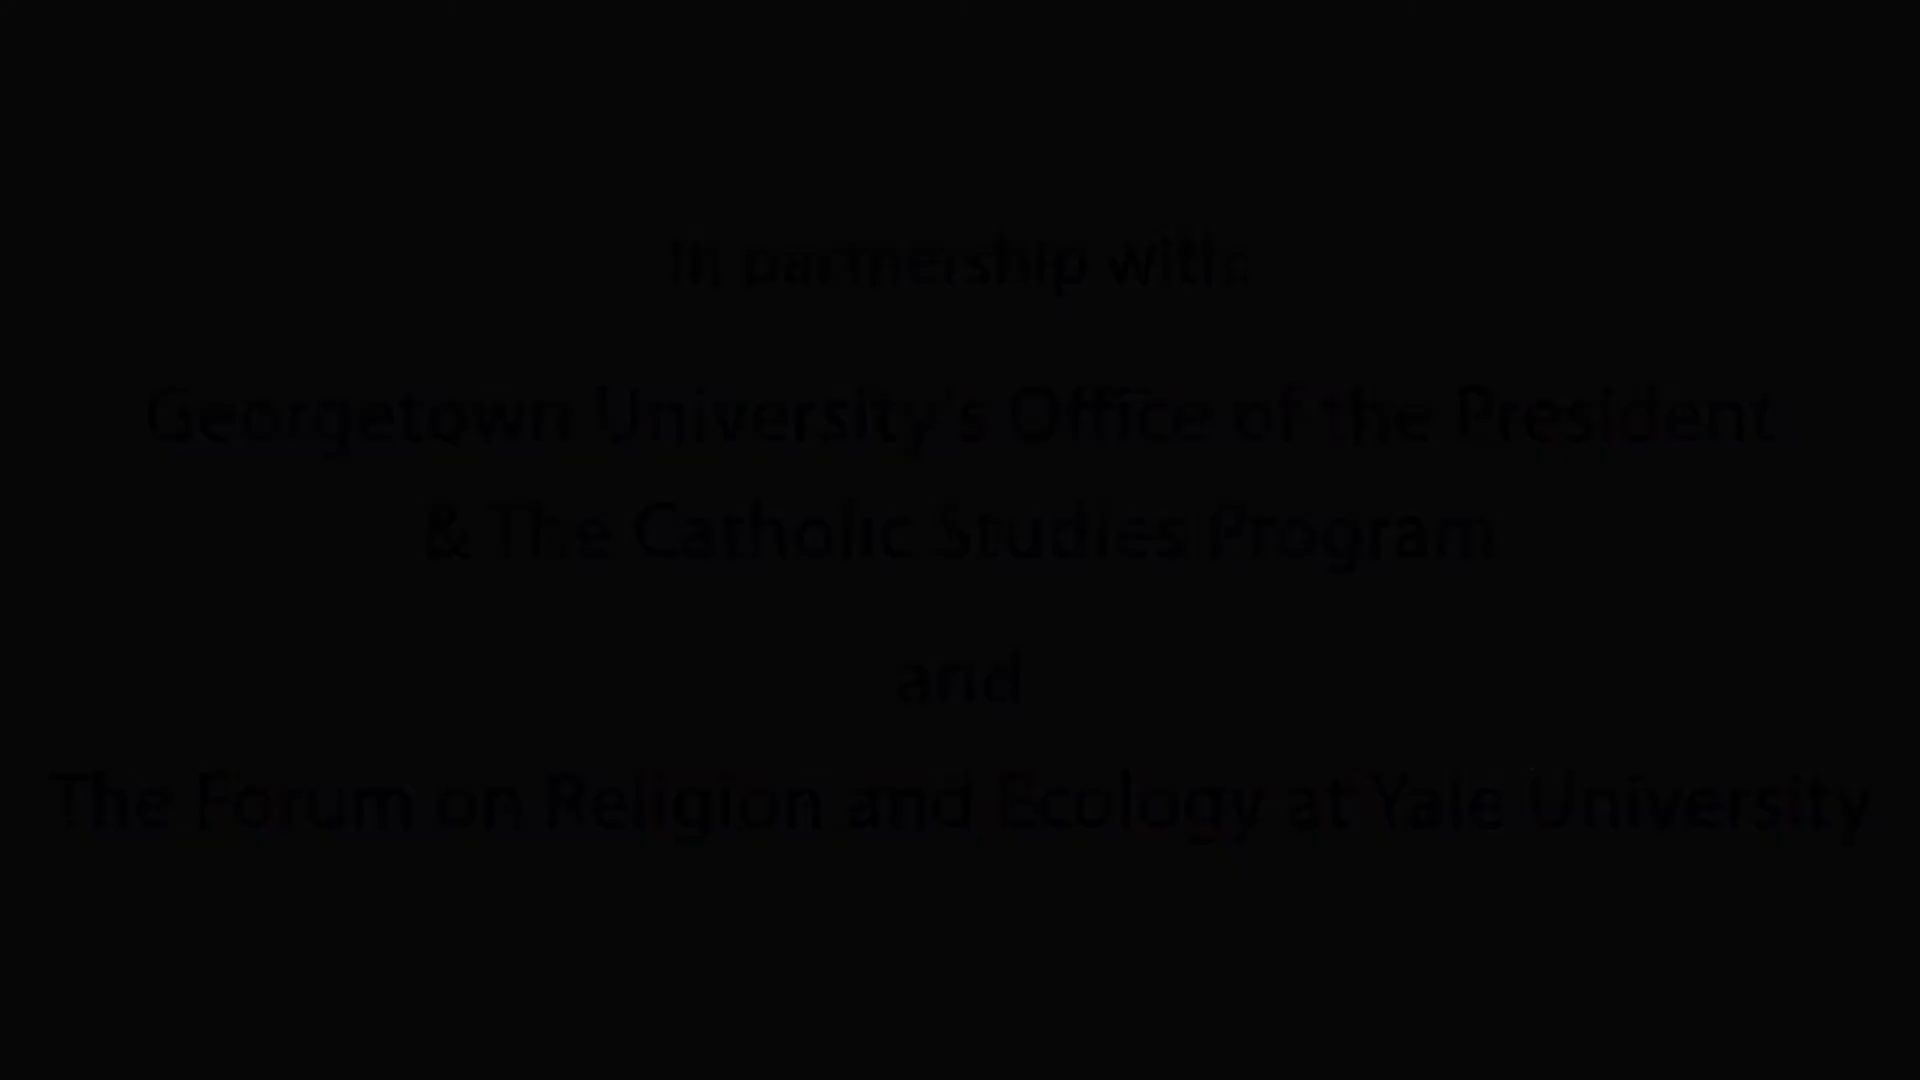 In partnership with:
Georgetown University's Office of the President
& The Catholic Studies Program
and
The Forum on Religion and Ecology at Yale University